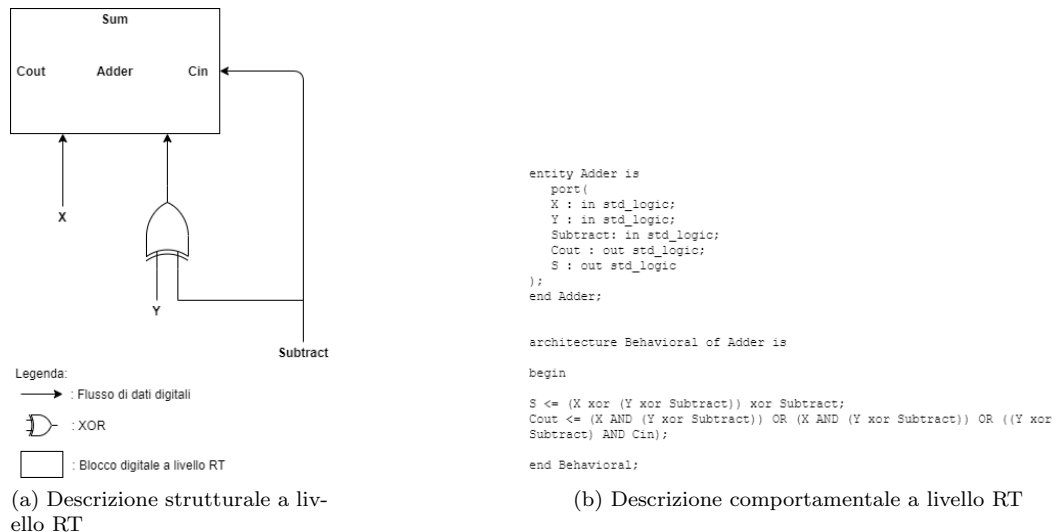 Sum
Cout Adder Cin
X
Y
Subtract
Legenda:
: Flusso di dati digitali
: XOR
: Blocco digitale a livello RT
(a) Descrizione strutturale a liv-
ello RT
entity Adder is
port(
X : in std_logic;
Y : in std_logic;
Subtract: in std_logic;
Cout : out std_logic;
S : out std_logic
);
end Adder;
architecture Behavioral of Adder is
begin
S <= (X xor (Y xor Subtract)) xor Subtract;
Cout <= (X AND (Y xor Subtract)) OR (X AND (Y xor Subtract)) OR ((Y xor
Subtract) AND Cin);
end Behavioral;
(b) Descrizione comportamentale a livello RT